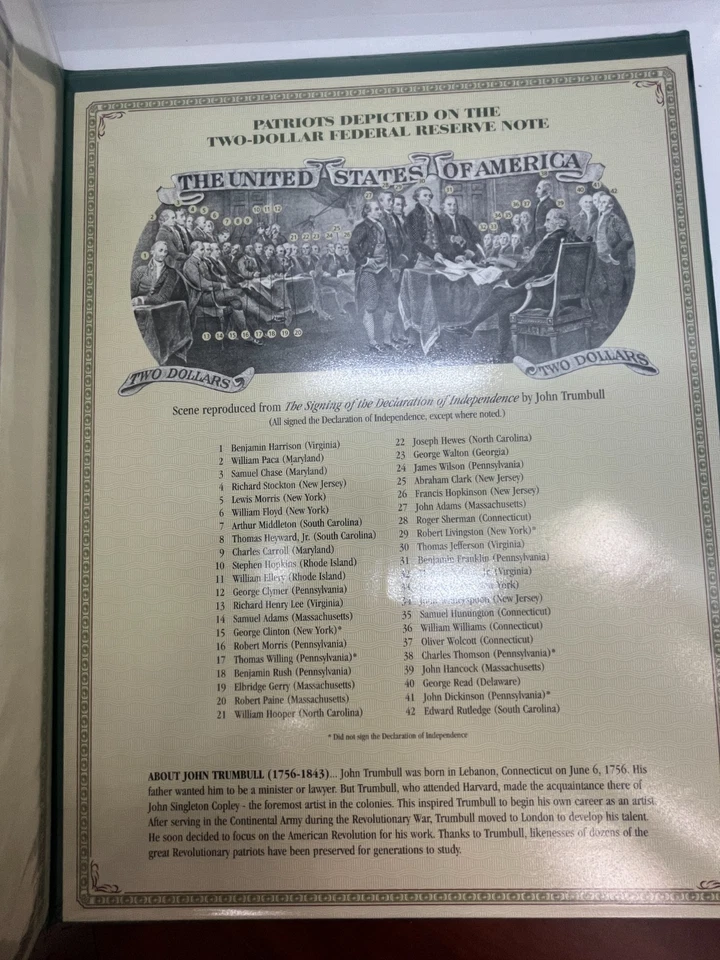 PATRIOTS DEPICTED ON THE
TWO-DOLLAR FEDERAL RESERVE NOTE
THE UNITED STATES OF AMERICA
TWO DOLLARS
TWO DOLLARS
Scene reproduced from The Signing of the Declaration of Independence by John Trumbull
(All signed the Declaration of Independence, except where noted.)
1 Benjamin Harrison (Virginia)
2 William Paca (Maryland)
3 Samuel Chase (Maryland)
4 Richard Stockton (New Jersey)
5 Lewis Morris (New York)
6 William Floyd (New York)
7 Arthur Middleton (South Carolina)
8 Thomas Heyward, Jr. (South Carolina)
9 Charles Carroll (Maryland)
10 Stephen Hopkins (Rhode Island)
11 William Ellery (Rhode Island)
12 George Clymer (Pennsylvania)
13 Richard Henry Lee (Virginia)
14 Samuel Adams (Massachusetts)
15 George Clinton (New York)*
16 Robert Morris (Pennsylvania)
17 Thomas Willing (Pennsylvania)*
18 Benjamin Rush (Pennsylvania)
19 Elbridge Gerry (Massachusetts)
20 Robert Paine (Massachusetts)
21 William Hooper (North Carolina)
22 Joseph Hewes (North Carolina)
23 George Walton (Georgia)
24 James Wilson (Pennsylvania)
25 Abraham Clark (New Jersey)
26 Francis Hopkinson (New Jersey)
27 John Adams (Massachusetts)
28 Roger Sherman (Connecticut)
29 Robert Livingston (New York)*
30 Thomas Jefferson (Virginia)
31 Benjamin Franklin (Pennsylvania)
(Virginia)
York)
34 (New Jersey)
35 Samuel Huntington (Connecticut)
36 William Williams (Connecticut)
37 Oliver Wolcott (Connecticut)
38 Charles Thomson (Pennsylvania)*
39 John Hancock (Massachusetts)
40 George Read (Delaware)
41 John Dickinson (Pennsylvania)*
42 Edward Rutledge (South Carolina)
* Did not sign the Declaration of Independence
ABOUT JOHN TRUMBULL (1756-1843)... John Trumbull was born in Lebanon, Connecticut on June 6, 1756. His
father wanted him to be a minister or lawyer. But Trumbull, who attended Harvard, made the acquaintance there of
John Singleton Copley - the foremost artist in the colonies. This inspired Trumbull to begin his own career as an artist.
After serving in the Continental Army during the Revolutionary War, Trumbull moved to London to develop his talent.
He soon decided to focus on the American Revolution for his work. Thanks to Trumbull, likenesses of dozens of the
great Revolutionary patriots have been preserved for generations to study.